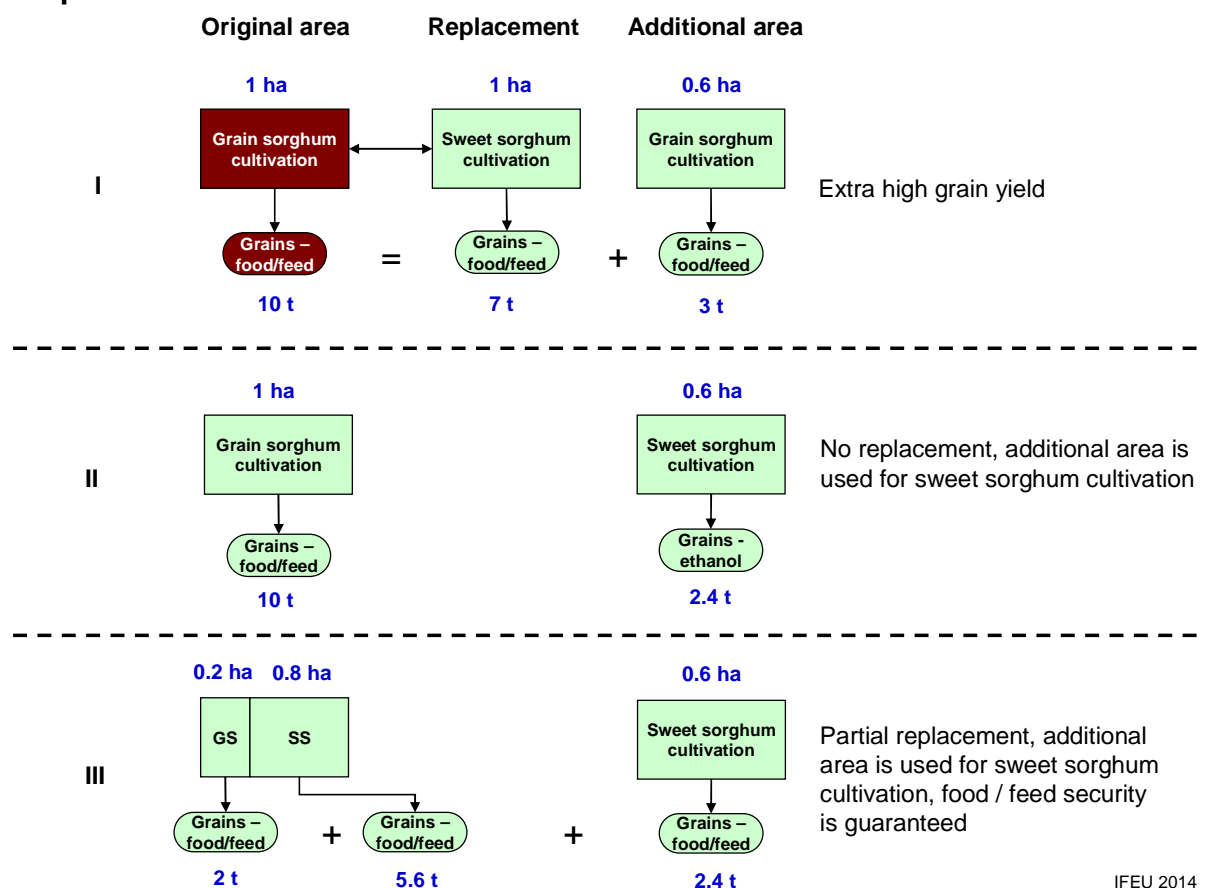 Original area
Replacement
Additional area
1 ha
1 ha
0.6 ha
Grain sorghum
cultivation
Sweet sorghum
cultivation
Grain sorghum
cultivation
I
Extra high grain yield
Grains –
food/feed
=
Grains –
food/feed
+
Grains –
food/feed
10 t
7 t
3 t
1 ha
0.6 ha
Grain sorghum
cultivation
Sweet sorghum
cultivation
No replacement, additional area is
used for sweet sorghum cultivation
II
Grains –
food/feed
Grains -
ethanol
10 t
2.4 t
0.2 ha
0.8 ha
0.6 ha
GS
SS
Sweet sorghum
cultivation
Partial replacement, additional
area is used for sweet sorghum
cultivation, food / feed security
is guaranteed
III
Grains –
food/feed
+
Grains –
food/feed
+
Grains –
food/feed
2 t
5.6 t
2.4 t
IFEU 2014